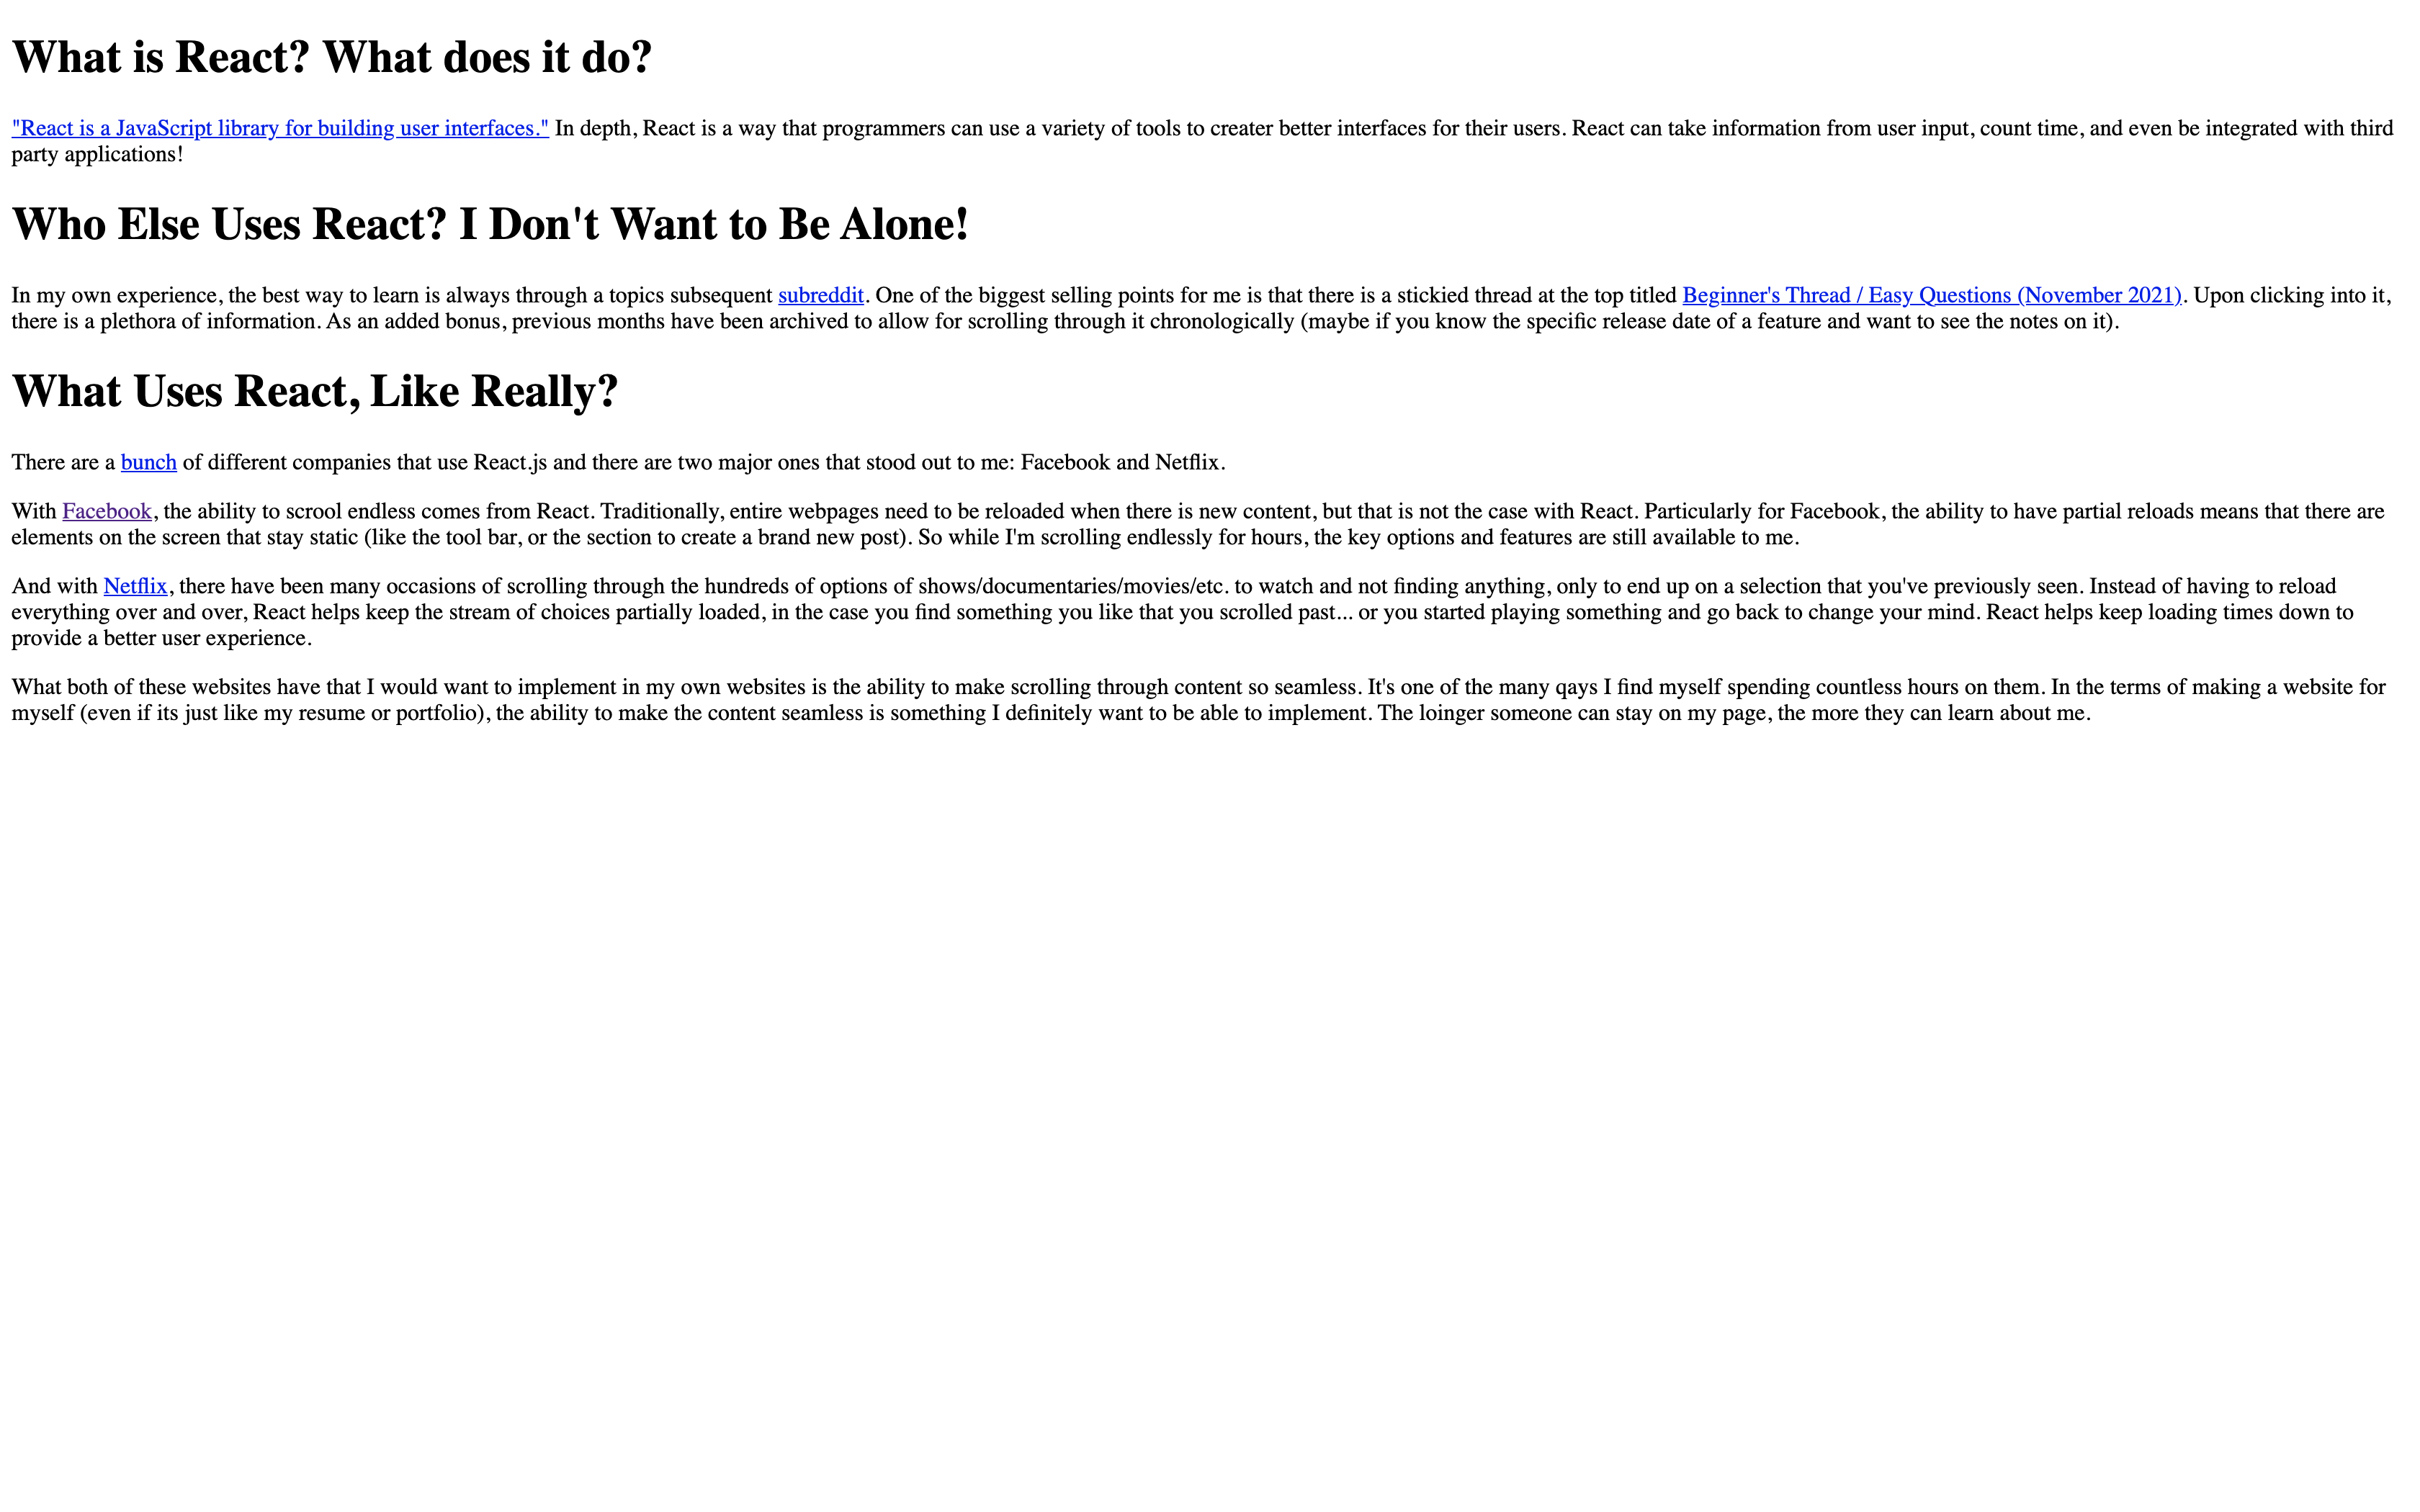 What is React? What does it do?
"React is a JavaScript library for building user interfaces." In depth, React is a way that programmers can use a variety of tools to creater better interfaces for their users. React can take information from user input, count time, and even be integrated with third
party applications!
Who Else Uses React? I Don't Want to Be Alone!
In my own experience, the best way to learn is always through a topics subsequent subreddit. One of the biggest selling points for me is that there is a stickied thread at the top titled Beginner's Thread / Easy Questions (November 2021). Upon clicking into it,
there is a plethora of information. As an added bonus, previous months have been archived to allow for scrolling through it chronologically (maybe if you know the specific release date of a feature and want to see the notes on it).
What Uses React, Like Really?
There are a bunch of different companies that use React.js and there are two major ones that stood out to me: Facebook and Netflix.
With Facebook, the ability to scrool endless comes from React. Traditionally, entire webpages need to be reloaded when there is new content, but that is not the case with React. Particularly for Facebook, the ability to have partial reloads means that there are
elements on the screen that stay static (like the tool bar, or the section to create a brand new post). So while I'm scrolling endlessly for hours, the key options and features are still available to me.
And with Netflix, there have been many occasions of scrolling through the hundreds of options of shows/documentaries/movies/etc. to watch and not finding anything, only to end up on a selection that you've previously seen. Instead of having to reload
everything over and over, React helps keep the stream of choices partially loaded, in the case you find something you like that you scrolled past... or you started playing something and go back to change your mind. React helps keep loading times down to
provide a better user experience.
What both of these websites have that I would want to implement in my own websites is the ability to make scrolling through content so seamless. It's one of the many qays I find myself spending countless hours on them. In the terms of making a website for
myself (even if its just like my resume or portfolio), the ability to make the content seamless is something I definitely want to be able to implement. The loinger someone can stay on my page, the more they can learn about me.